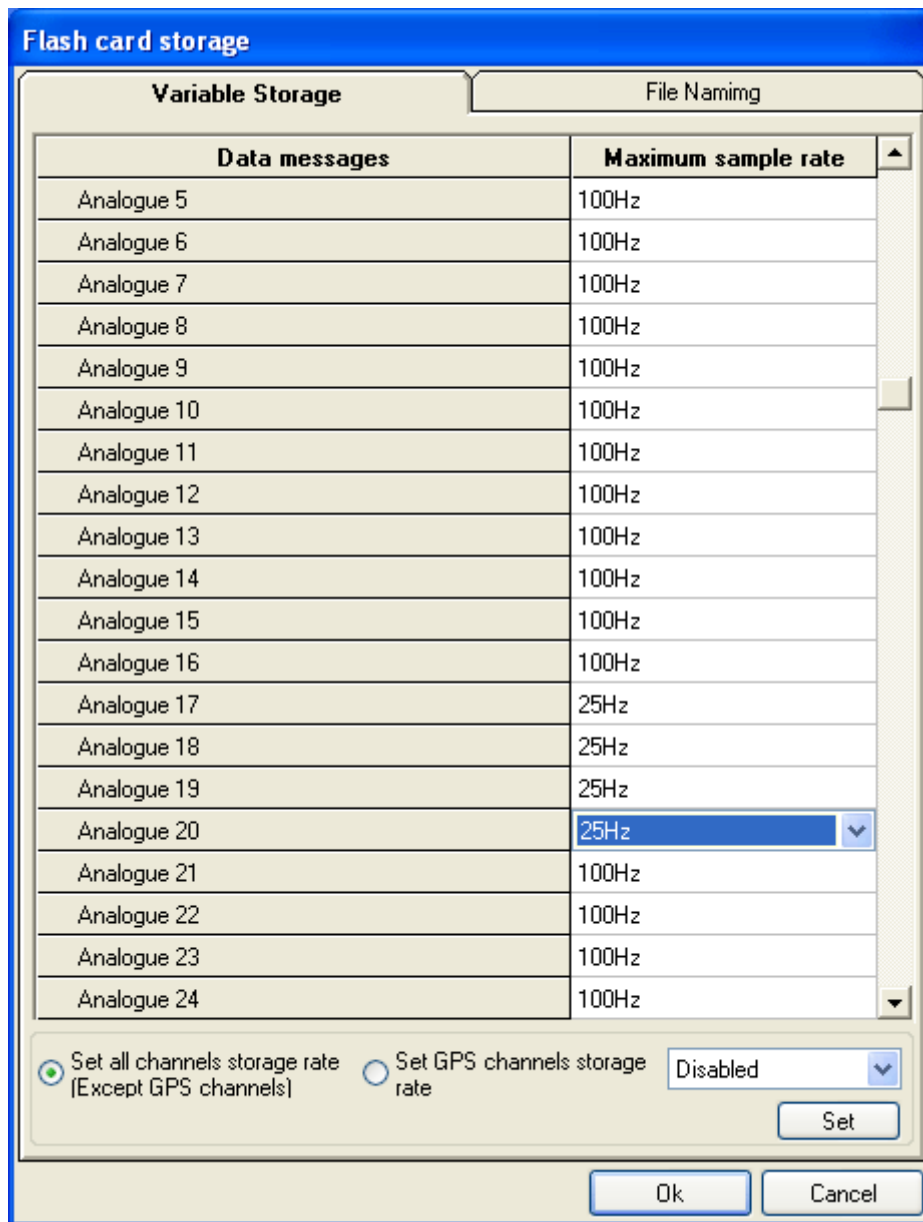 Flash card storage
Variable Storage File Namimg
Data messages Maximum sample rate
Analogue 5 100Hz
Analogue 6 100Hz
Analogue 7 100Hz
Analogue 8 100Hz
Analogue 9 100Hz
Analogue 10 100Hz
Analogue 11 100Hz
Analogue 12 100Hz
Analogue 13 100Hz
Analogue 14 100Hz
Analogue 15 100Hz
Analogue 16 100Hz
Analogue 17 25Hz
Analogue 18 25Hz
Analogue 19 25Hz
Analogue 20 25Hz
Analogue 21 100Hz
Analogue 22 100Hz
Analogue 23 100Hz
Analogue 24 100Hz
Set all channels storage rate
(Except GPS channels)
Set GPS channels storage
rate
Disabled
Set
Ok Cancel